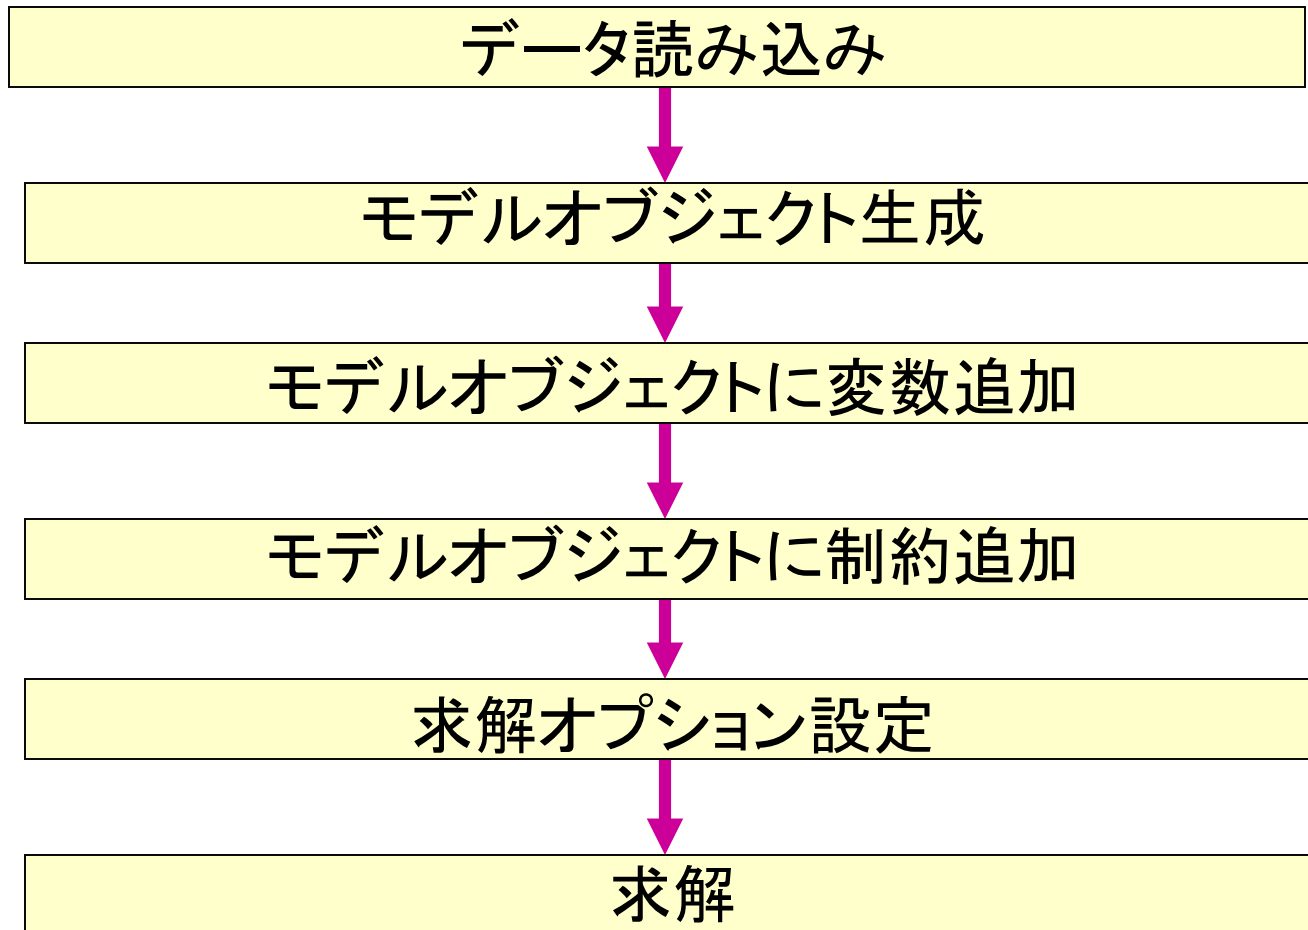 データ読み込み
モデルオブジェクト生成
モデルオブジェクトに変数追加
モデルオブジェクトに制約追加
求解オプション設定
求解